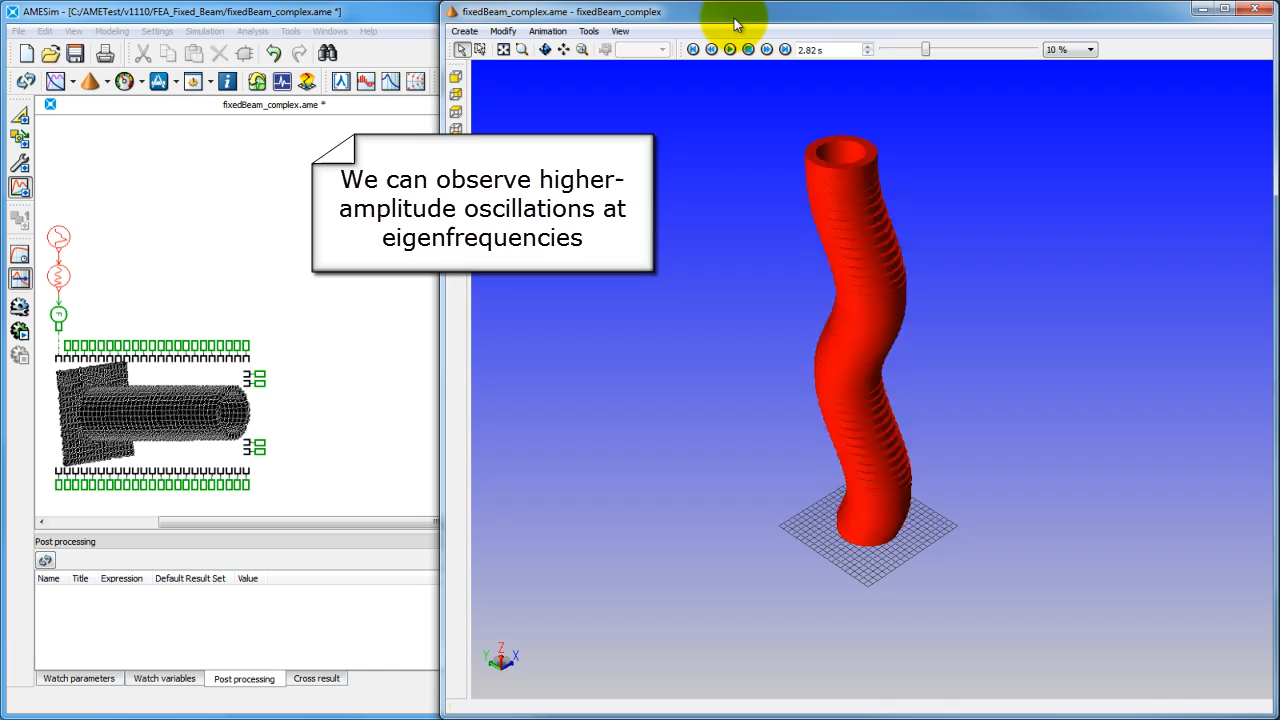 AMESim - [C:/AMETest/v1110/FEA_Fixed_Beam/fixedBeam_complex.ame *]
File Edit View Modeling Settings Simulation Analysis Tools Windows Help
fixedBeam_complex.ame *
F
Post processing
Name Title Expression Default Result Set Value
Watch parameters Watch variables Post processing Cross result
fixedBeam_complex.ame - fixedBeam_complex
Create Modify Animation Tools View
2.82 s
10 %
We can observe higher-
amplitude oscillations at
eigenfrequencies
Z
Y X